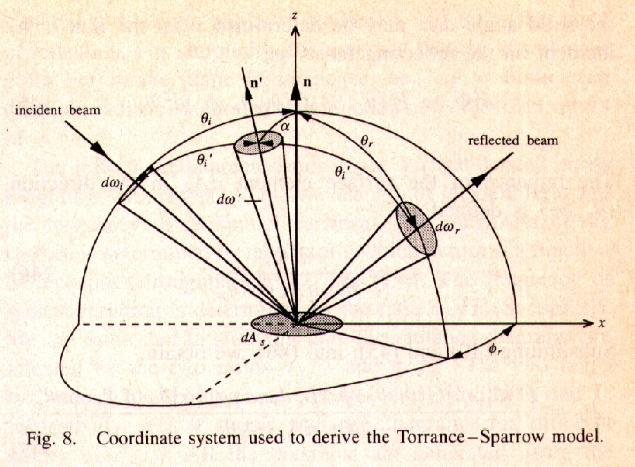 z
n'
n
incident beam
θi
α
θr
reflected beam
θi'
θi'
dωi
dω'
dωr
x
dAs
ϕr
Fig. 8. Coordinate system used to derive the Torrance–Sparrow model.